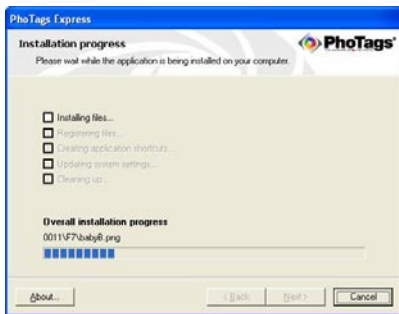 PhoTags Express
Installation progress
Please wait while the application is being installed on your computer.
PhoTags
Installing files...
Registering files...
Creating application shortcuts...
Updating system settings...
Cleaning up...
Overall installation progress
0011\F7\babyB.png
About...
< Back
Next >
Cancel